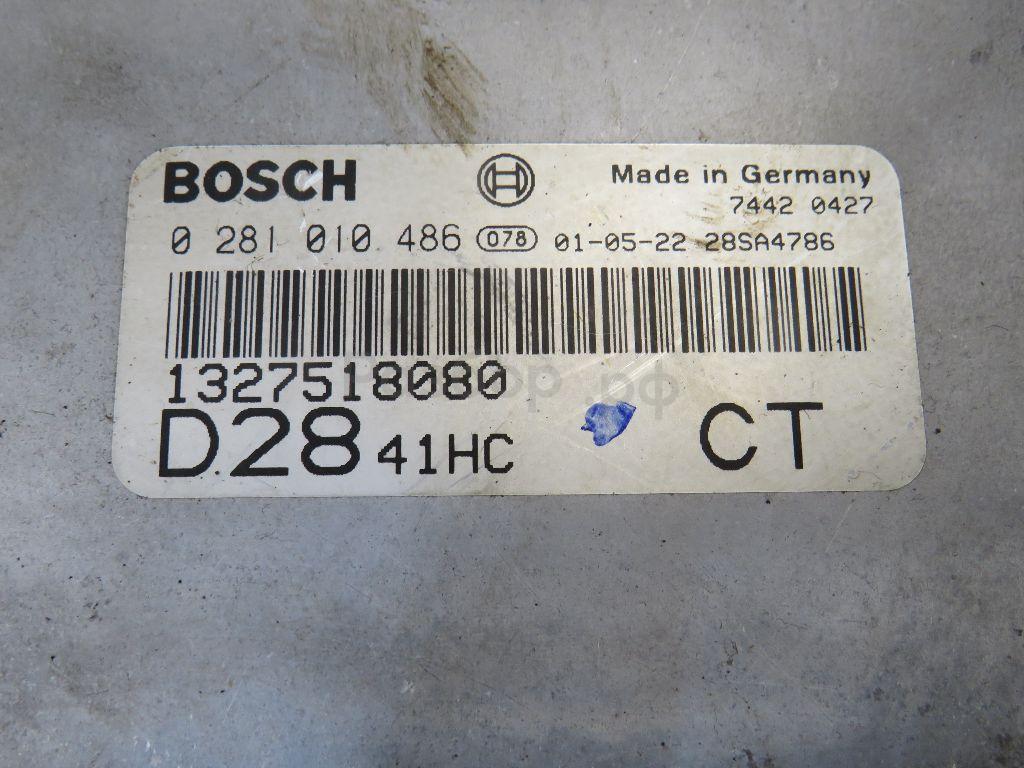 BOSCH Made in Germany
7442 0427
0 281 010 486 078 01-05-22 28SA4786
1327518080
.рф
D28 41HC CT